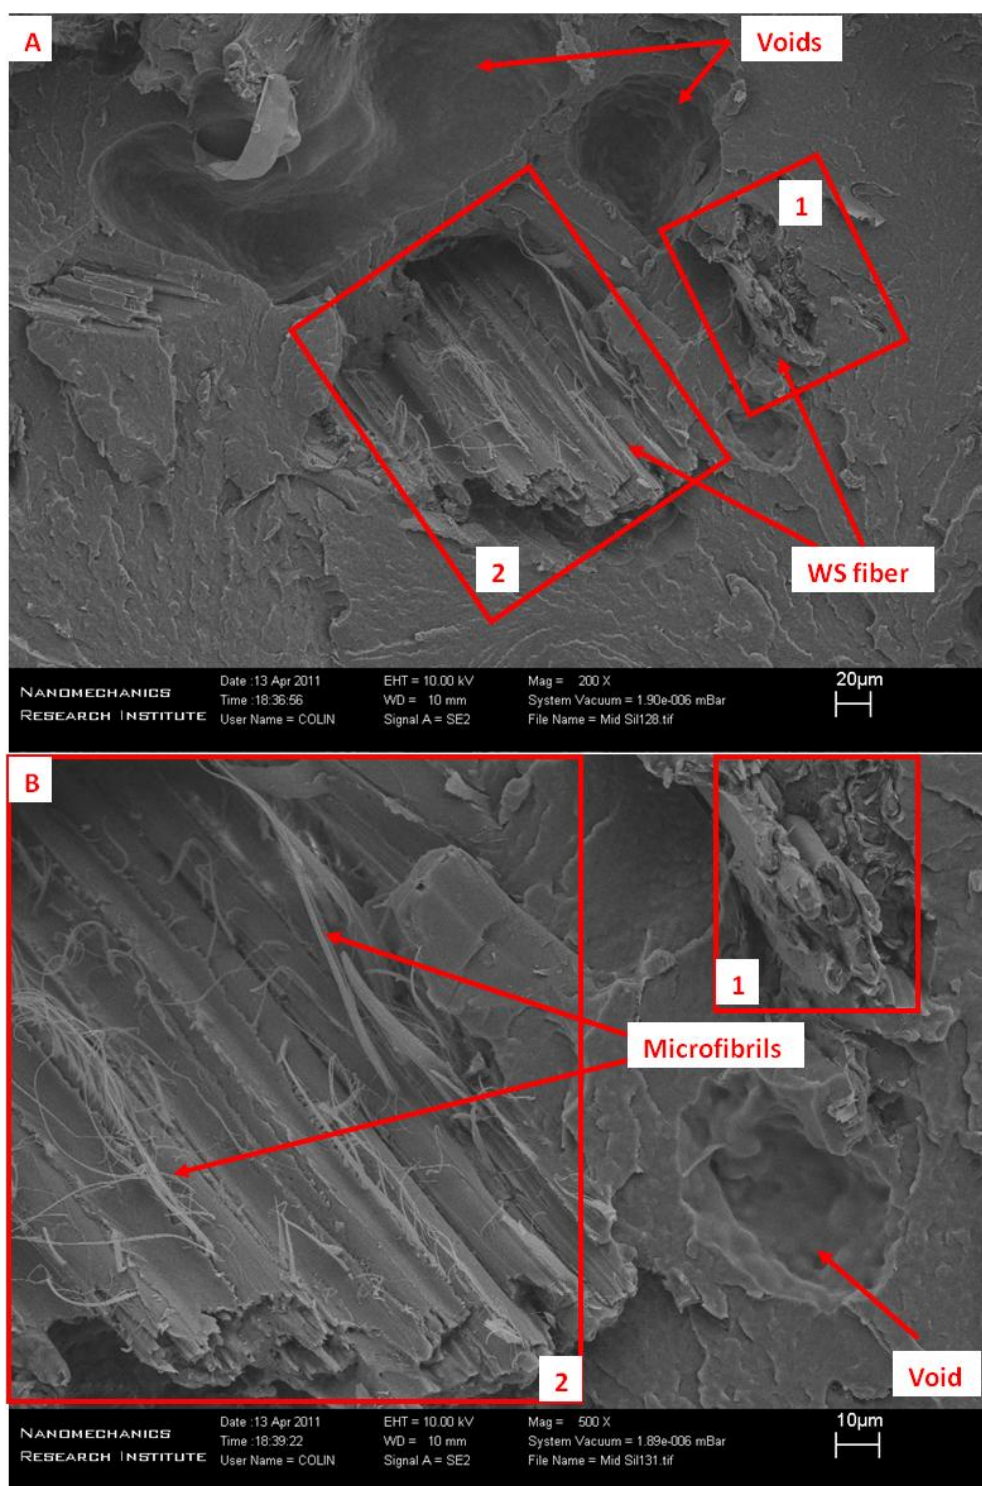 A
Voids
1
2
WS fiber
NANOMECHANICS
RESEARCH INSTITUTE
Date :13 Apr 2011
Time :18:36:56
User Name = COLIN
EHT = 10.00 kV
WD = 10 mm
Signal A = SE2
Mag = 200 X
System Vacuum = 1.90e-006 mBar
File Name = Mid Sil128.tif
20µm
B
1
Microfibrils
Void
2
NANOMECHANICS
RESEARCH INSTITUTE
Date :13 Apr 2011
Time :18:39:22
User Name = COLIN
EHT = 10.00 kV
WD = 10 mm
Signal A = SE2
Mag = 500 X
System Vacuum = 1.89e-006 mBar
File Name = Mid Sil131.tif
10µm